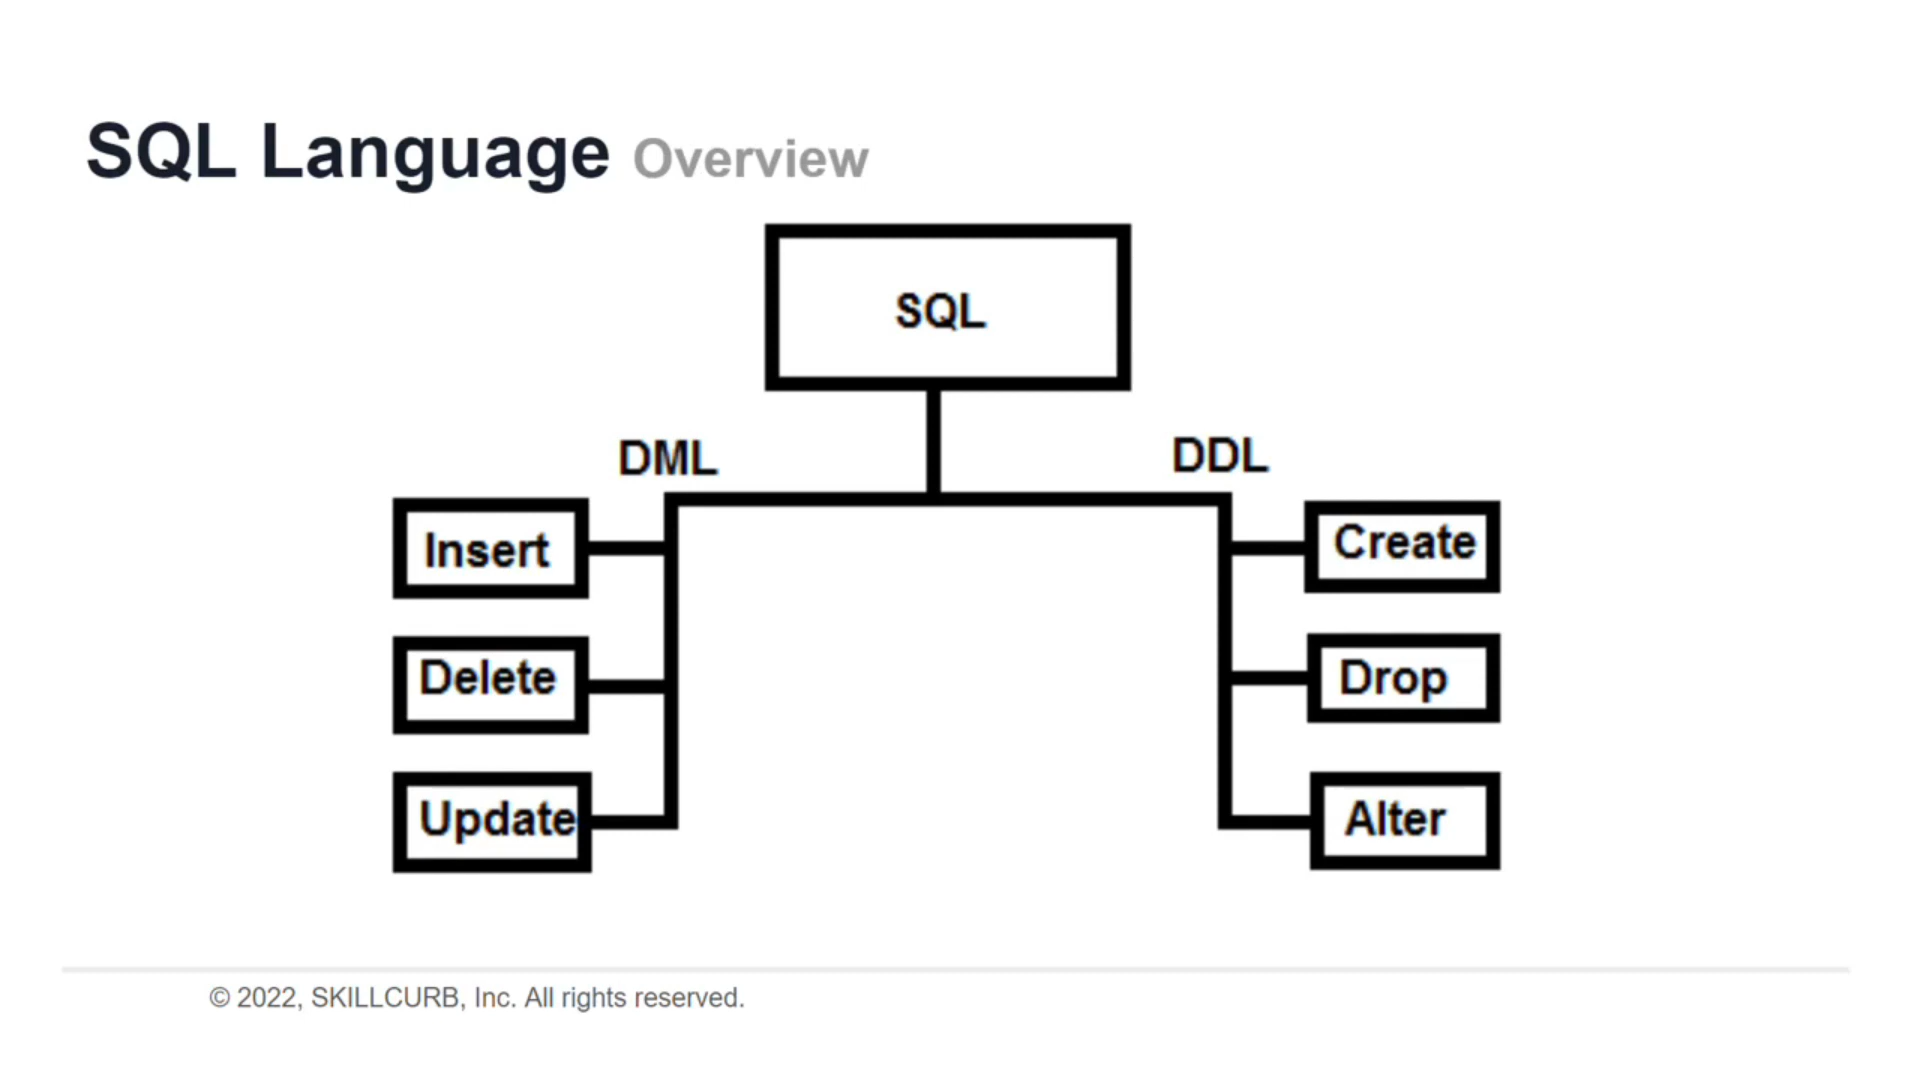 SQL Language Overview
SQL
DML
DDL
Insert
Delete
Update
Create
Drop
Alter
© 2022, SKILLCURB, Inc. All rights reserved.